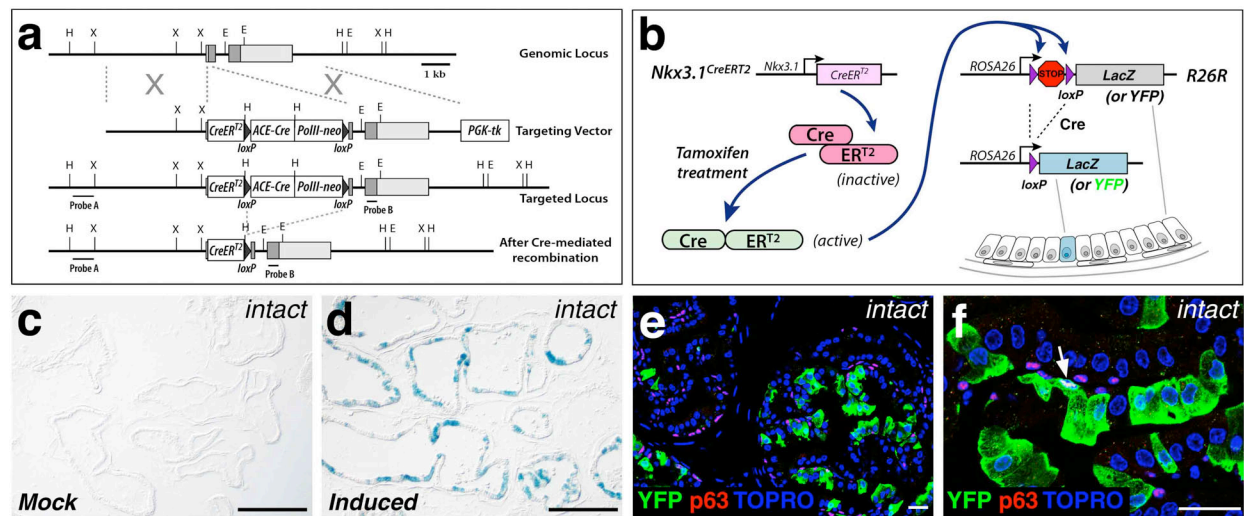 a
H X X X E E H E X H
Genomic Locus
1 kb
X X
X X H H E E
CreER^T2 ACE-Cre PolII-neo PGK-tk
Targeting Vector
loxP loxP
H X X X H H E E H E X H
CreER^T2 ACE-Cre PolII-neo
Targeted Locus
Probe A loxP loxP Probe B
H X X X H E E H E X H
CreER^T2
After Cre-mediated
recombination
Probe A loxP Probe B
b
Nkx3.1^CreERT2
Nkx3.1 CreER^T2
Cre
ER^T2
(inactive)
Tamoxifen
treatment
Cre ER^T2 (active)
ROSA26 STOP LacZ R26R
loxP (or YFP)
Cre
ROSA26 LacZ
loxP (or YFP)
c intact
Mock
d intact
Induced
e intact
YFP p63 TOPRO
f intact
YFP p63 TOPRO